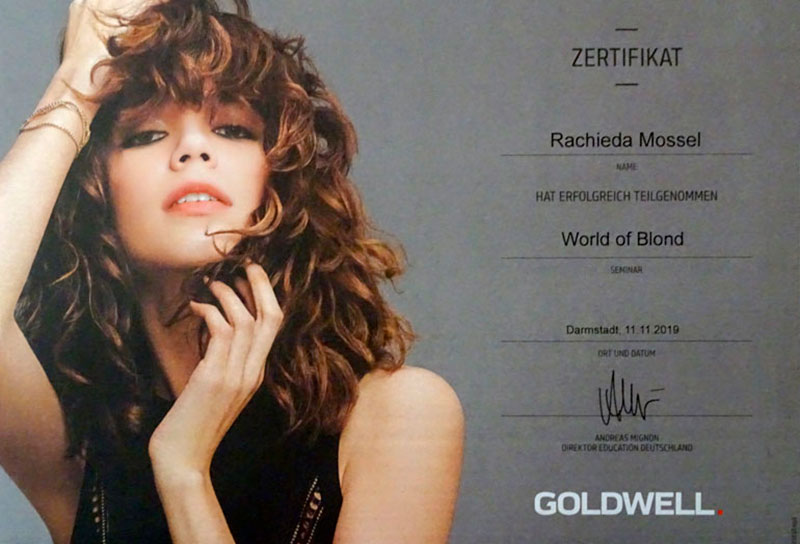 ZERTIFIKAT
Rachieda Mossel
NAME
HAT ERFOLGREICH TEILGENOMMEN
World of Blond
SEMINAR
Darmstadt, 11.11.2019
ORT UND DATUM
ANDREAS MIGNON
DIREKTOR EDUCATION DEUTSCHLAND
GOLDWELL.